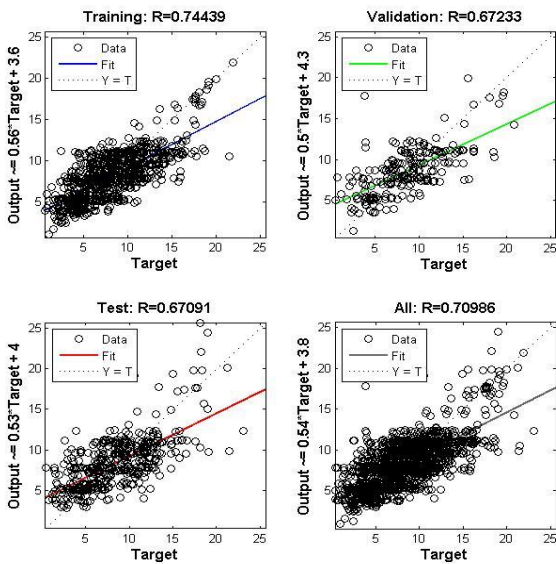 Training: R=0.74439
Output ~= 0.56*Target + 3.6
25
20
15
10
5
Data
Fit
Y = T
5 10 15 20 25
Target
Validation: R=0.67233
Output ~= 0.5*Target + 4.3
25
20
15
10
5
Data
Fit
Y = T
5 10 15 20 25
Target
Test: R=0.67091
Output ~= 0.53*Target + 4
25
20
15
10
5
Data
Fit
Y = T
5 10 15 20 25
Target
All: R=0.70986
Output ~= 0.54*Target + 3.8
25
20
15
10
5
Data
Fit
Y = T
5 10 15 20 25
Target